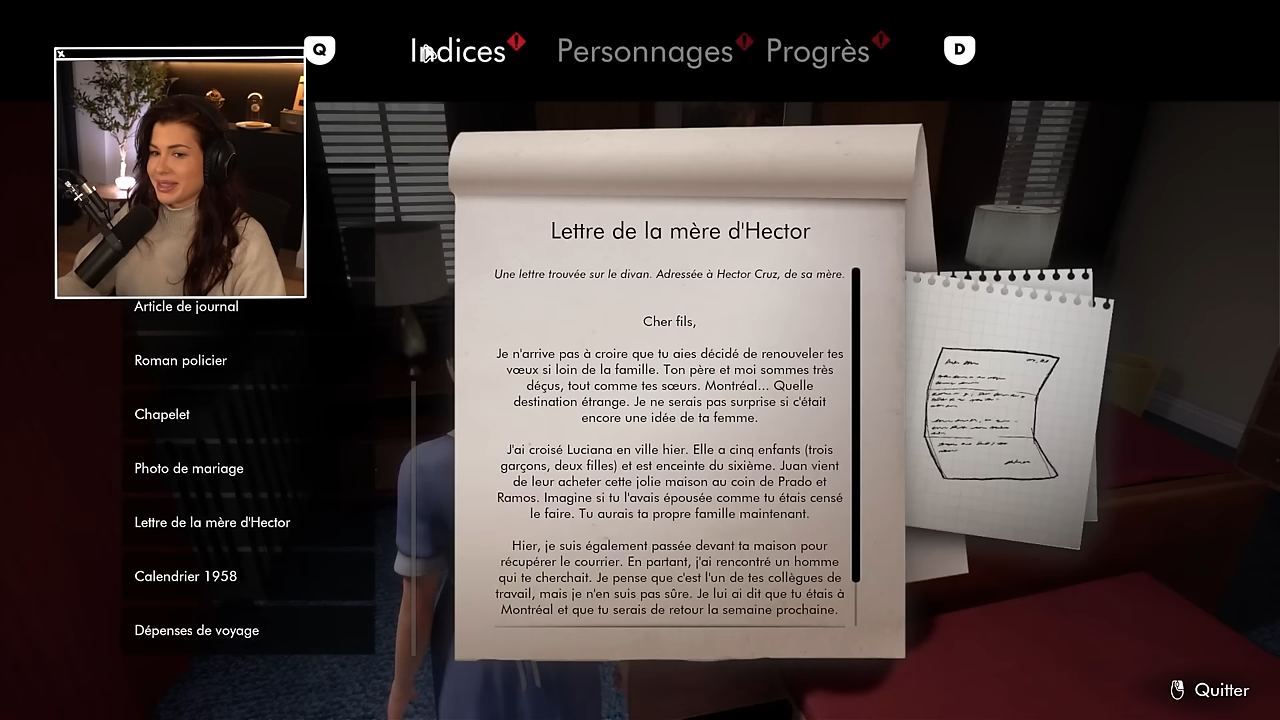 Q
Indices
Personnages
Progrès
D
Article de journal
Roman policier
Chapelet
Photo de mariage
Lettre de la mère d'Hector
Calendrier 1958
Dépenses de voyage
Lettre de la mère d'Hector
Une lettre trouvée sur le divan. Adressée à Hector Cruz, de sa mère.
Cher fils,
Je n'arrive pas à croire que tu aies décidé de renouveler tes
vœux si loin de la famille. Ton père et moi sommes très
déçus, tout comme tes sœurs. Montréal... Quelle
destination étrange. Je ne serais pas surprise si c'était
encore une idée de ta femme.
J'ai croisé Luciana en ville hier. Elle a cinq enfants (trois
garçons, deux filles) et est enceinte du sixième. Juan vient
de leur acheter cette jolie maison au coin de Prado et
Ramos. Imagine si tu l'avais épousée comme tu étais censé
le faire. Tu aurais ta propre famille maintenant.
Hier, je suis également passée devant ta maison pour
récupérer le courrier. En partant, j'ai rencontré un homme
qui te cherchait. Je pense que c'est l'un de tes collègues de
travail, mais je n'en suis pas sûre. Je lui ai dit que tu étais à
Montréal et que tu serais de retour la semaine prochaine.
Quitter